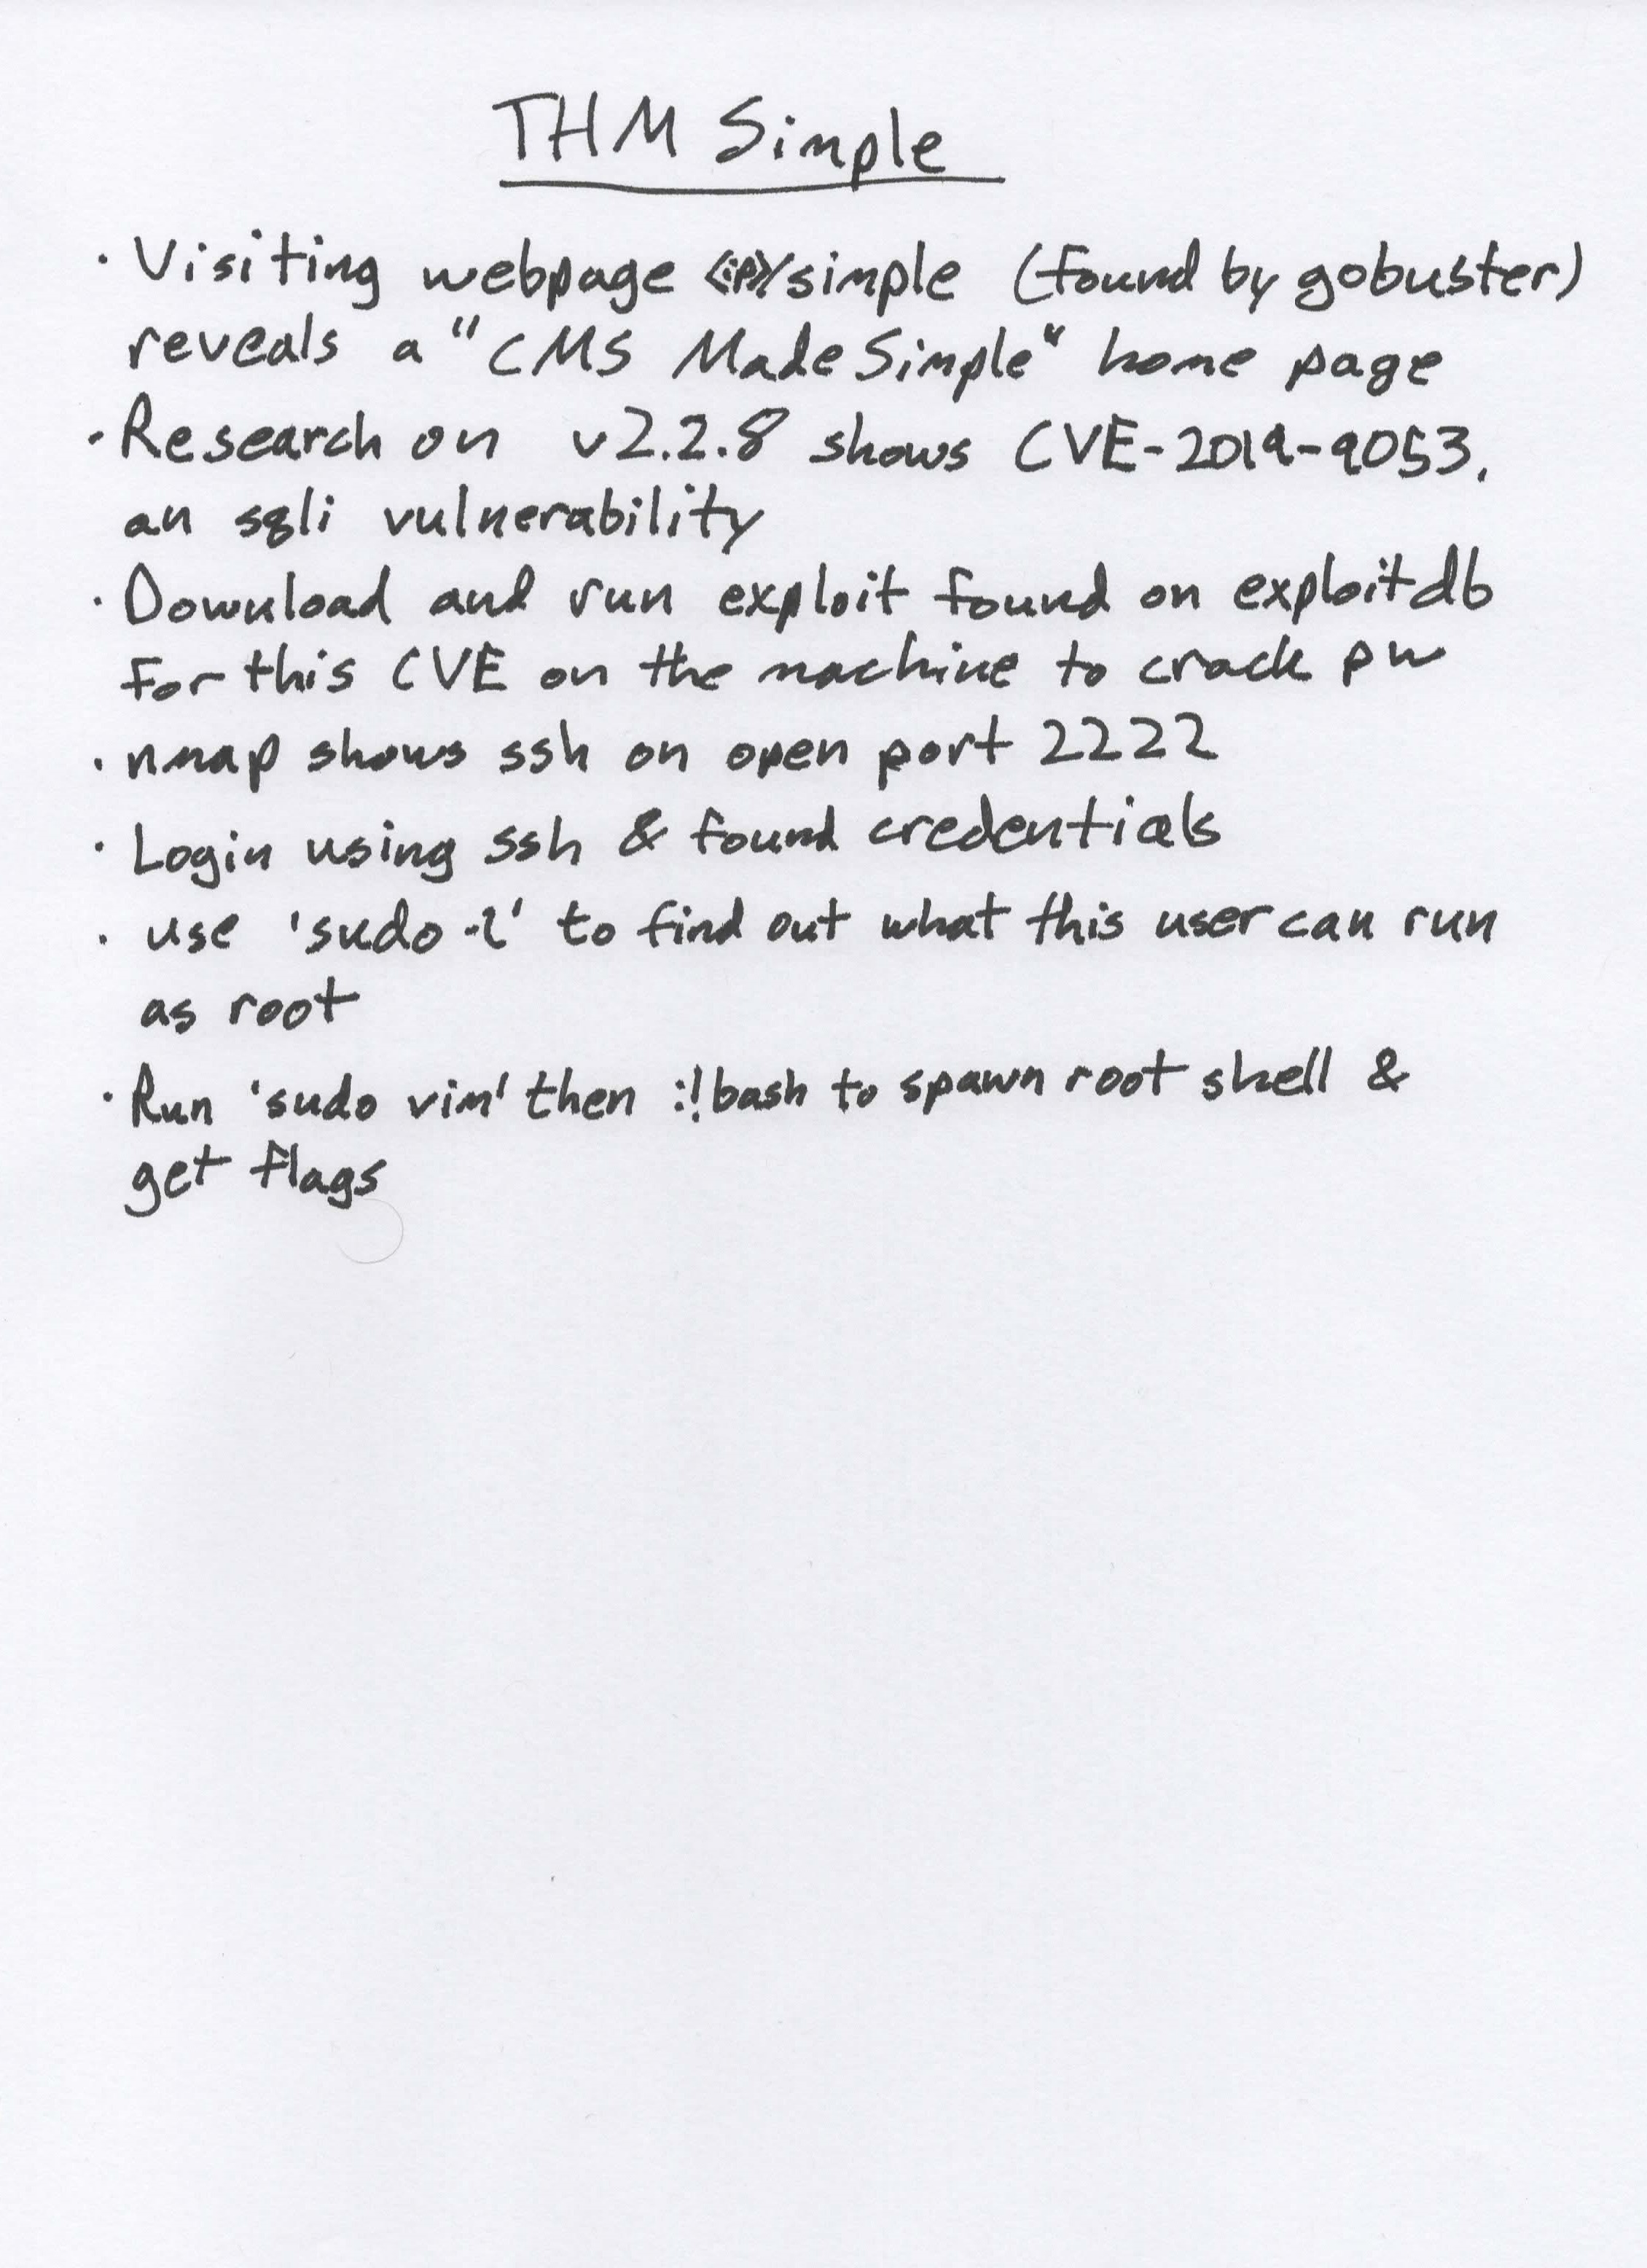 THM Simple
· Visiting webpage <ip>/simple (found by gobuster)
reveals a "CMS Made Simple" home page
· Research on v2.2.8 shows CVE-2019-9053,
an sqli vulnerability
· Download and run exploit found on exploitdb
for this CVE on the machine to crack pw
· nmap shows ssh on open port 2222
· Login using ssh & found credentials
· use 'sudo -l' to find out what this user can run
as root
· Run 'sudo vim' then :!bash to spawn root shell &
get flags